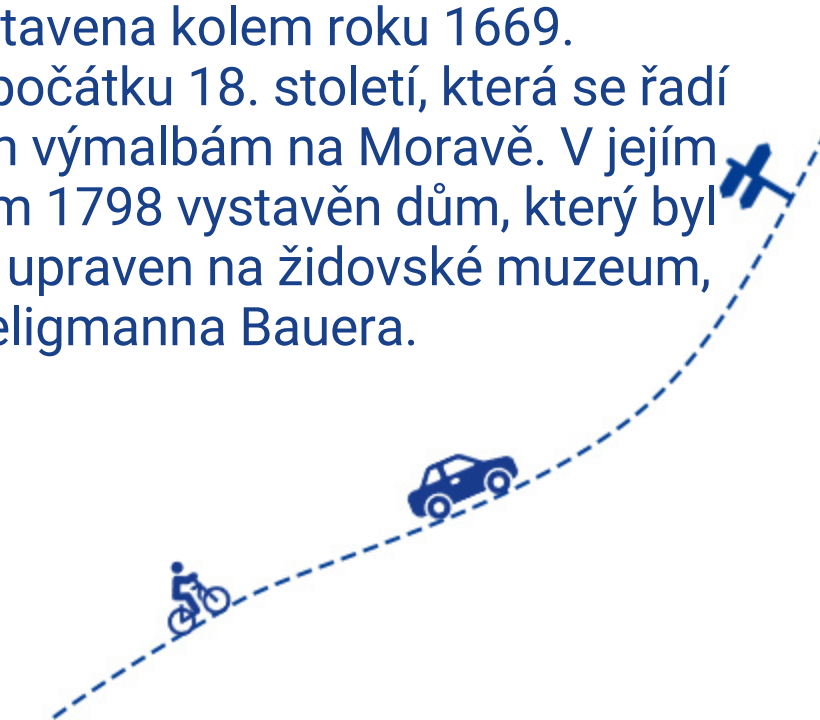 tavena kolem roku 1669.
počátku 18. století, která se řadí
výmalbám na Moravě. V jejím
m 1798 vystavěn dům, který byl
upraven na židovské muzeum,
eligmanna Bauera.